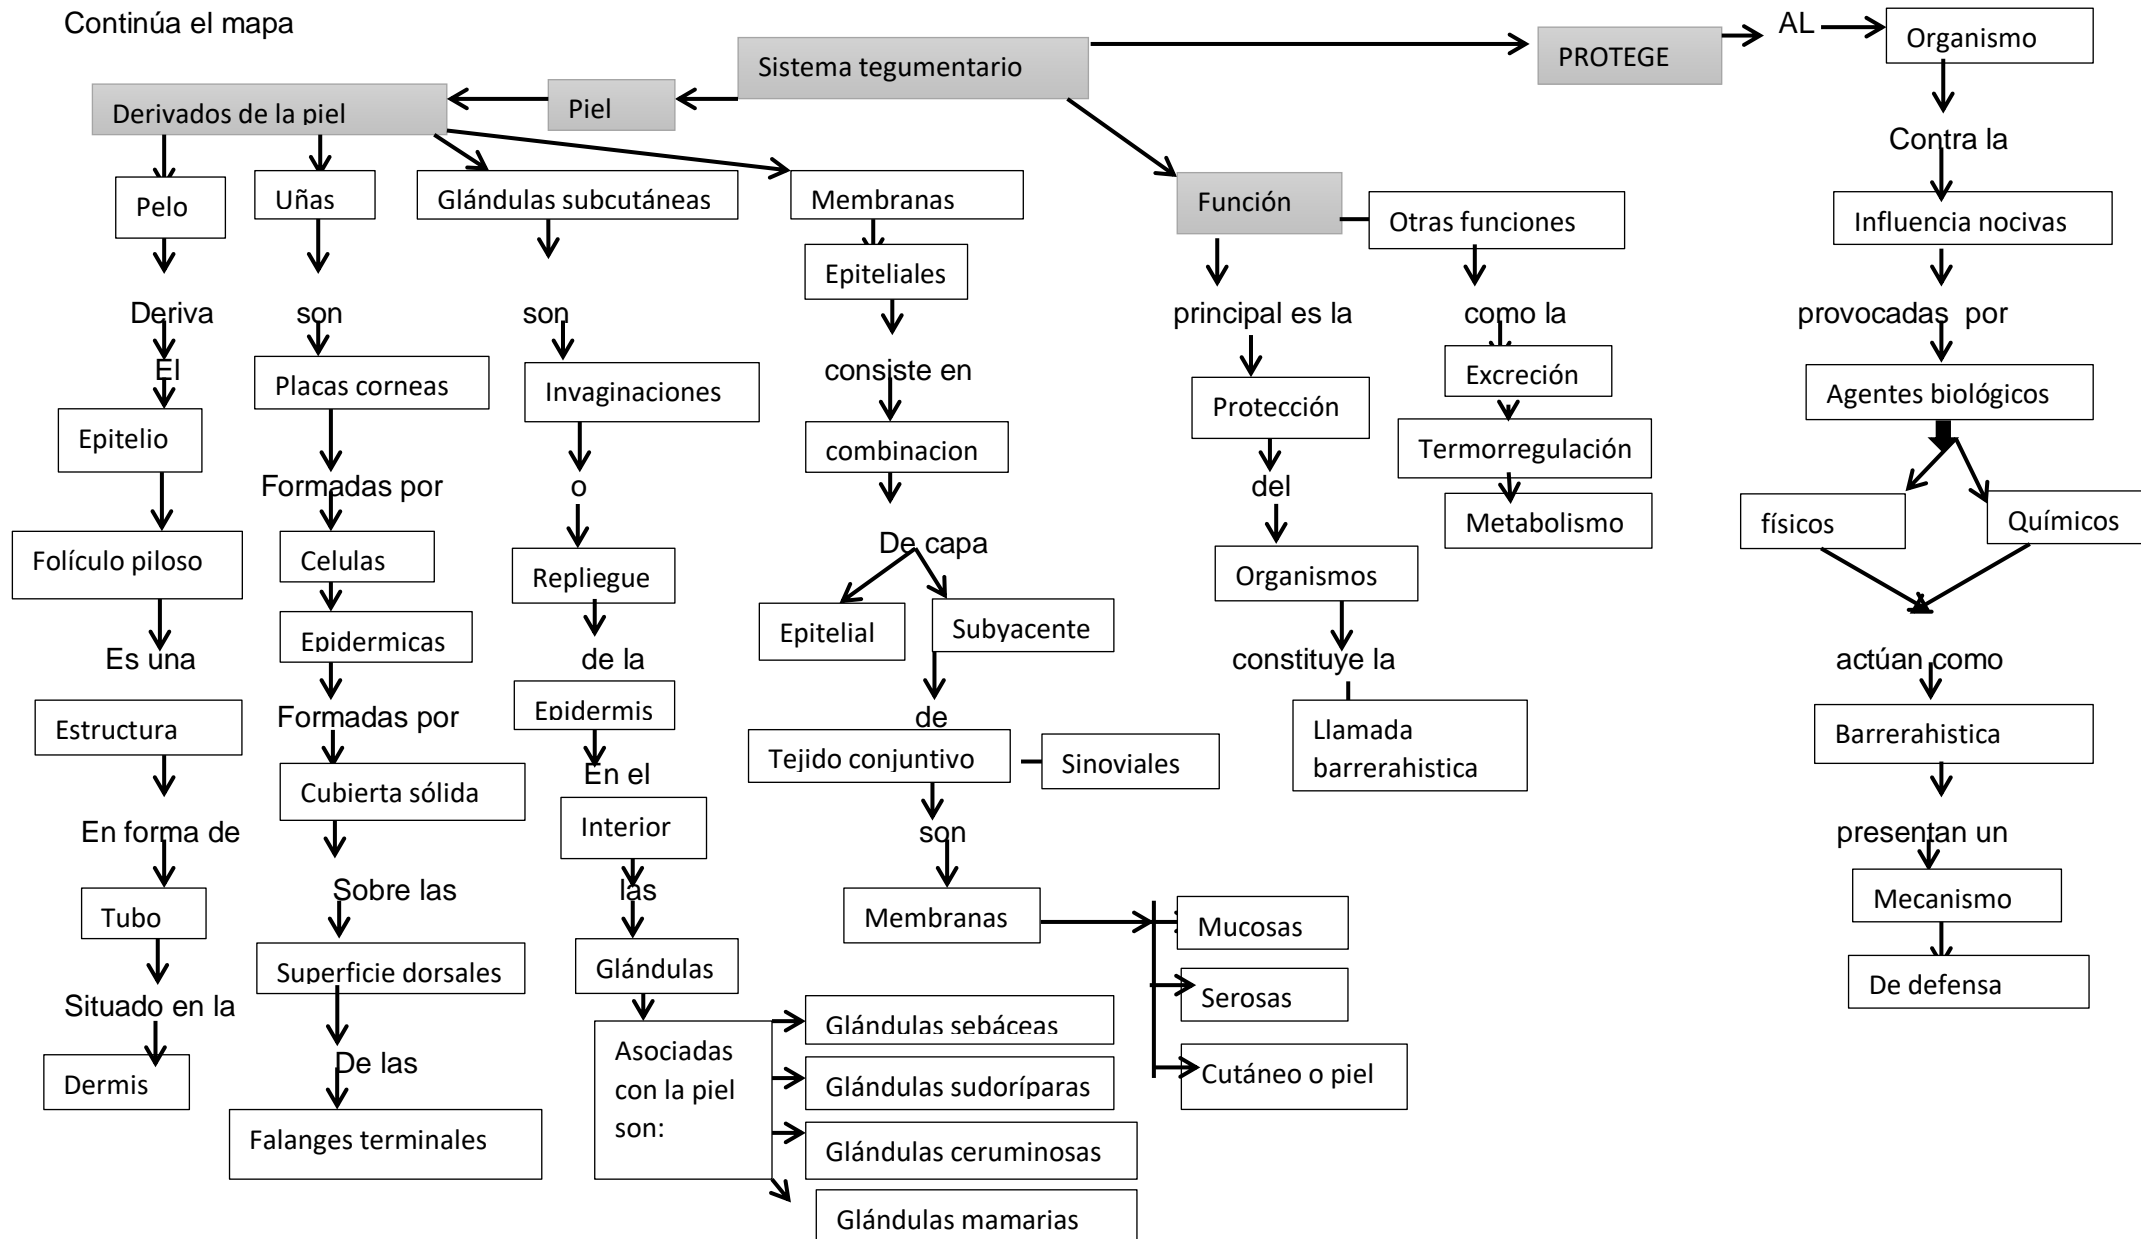 Continúa el mapa
Sistema tegumentario
PROTEGE
AL
Organismo
Derivados de la piel
Piel
Contra la
Pelo
Uñas
Glándulas subcutáneas
Membranas
Función
Otras funciones
Influencia nocivas
Epiteliales
Deriva
son
son
principal es la
como la
provocadas por
El
Placas corneas
Invaginaciones
consiste en
Protección
Excreción
Agentes biológicos
Epitelio
combinacion
Termorregulación
Formadas por
o
del
físicos
Químicos
Metabolismo
Folículo piloso
Celulas
Repliegue
De capa
Organismos
Epitelial
Subyacente
Es una
Epidermicas
de la
constituye la
actúan como
Estructura
Formadas por
Epidermis
de
Llamada
barrerahistica
Barrerahistica
Tejido conjuntivo
Sinoviales
Cubierta sólida
En el
Interior
En forma de
son
presentan un
Tubo
Sobre las
las
Membranas
Mucosas
Mecanismo
Superficie dorsales
Glándulas
Serosas
De defensa
Situado en la
Glándulas sebáceas
Asociadas
con la piel
son:
Dermis
De las
Glándulas sudoríparas
Cutáneo o piel
Falanges terminales
Glándulas ceruminosas
Glándulas mamarias